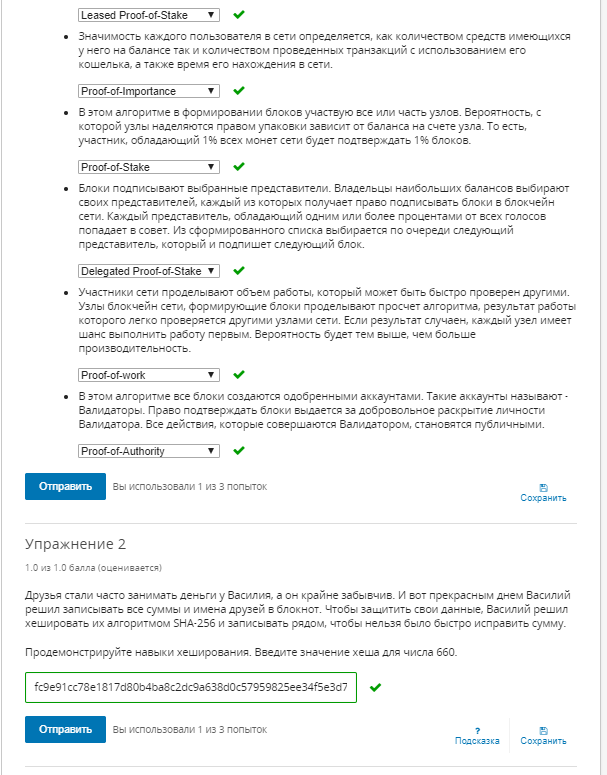 Leased Proof-of-Stake
Значимость каждого пользователя в сети определяется, как количеством средств имеющихся
у него на балансе так и количеством проведенных транзакций с использованием его
кошелька, а также время его нахождения в сети.
Proof-of-Importance
В этом алгоритме в формировании блоков участвую все или часть узлов. Вероятность, с
которой узлы наделяются правом упаковки зависит от баланса на счете узла. То есть,
участник, обладающий 1% всех монет сети будет подтверждать 1% блоков.
Proof-of-Stake
Блоки подписывают выбранные представители. Владельцы наибольших балансов выбирают
своих представителей, каждый из которых получает право подписывать блоки в блокчейн
сети. Каждый представитель, обладающий одним или более процентами от всех голосов
попадает в совет. Из сформированного списка выбирается по очереди следующий
представитель, который и подпишет следующий блок.
Delegated Proof-of-Stake
Участники сети проделывают объем работы, который может быть быстро проверен другими.
Узлы блокчейн сети, формирующие блоки проделывают просчет алгоритма, результат работы
которого легко проверяется другими узлами сети. Если результат случаен, каждый узел имеет
шанс выполнить работу первым. Вероятность будет тем выше, чем больше
производительность.
Proof-of-work
В этом алгоритме все блоки создаются одобренными аккаунтами. Такие аккаунты называют -
Валидаторы. Право подтверждать блоки выдается за добровольное раскрытие личности
Валидатора. Все действия, которые совершаются Валидатором, становятся публичными.
Proof-of-Authority
Отправить Вы использовали 1 из 3 попыток
Сохранить
Упражнение 2
1.0 из 1.0 балла (оценивается)
Друзья стали часто занимать деньги у Василия, а он крайне забывчив. И вот прекрасным днем Василий
решил записывать все суммы и имена друзей в блокнот. Чтобы защитить свои данные, Василий решил
хешировать их алгоритмом SHA-256 и записывать рядом, чтобы нельзя было быстро исправить сумму.
Продемонстрируйте навыки хеширования. Введите значение хеша для числа 660.
fc9e91cc78e1817d80b4ba8c2dc9a638d0c57959825ee34f5e3d7
Отправить Вы использовали 1 из 3 попыток
? Подсказка Сохранить